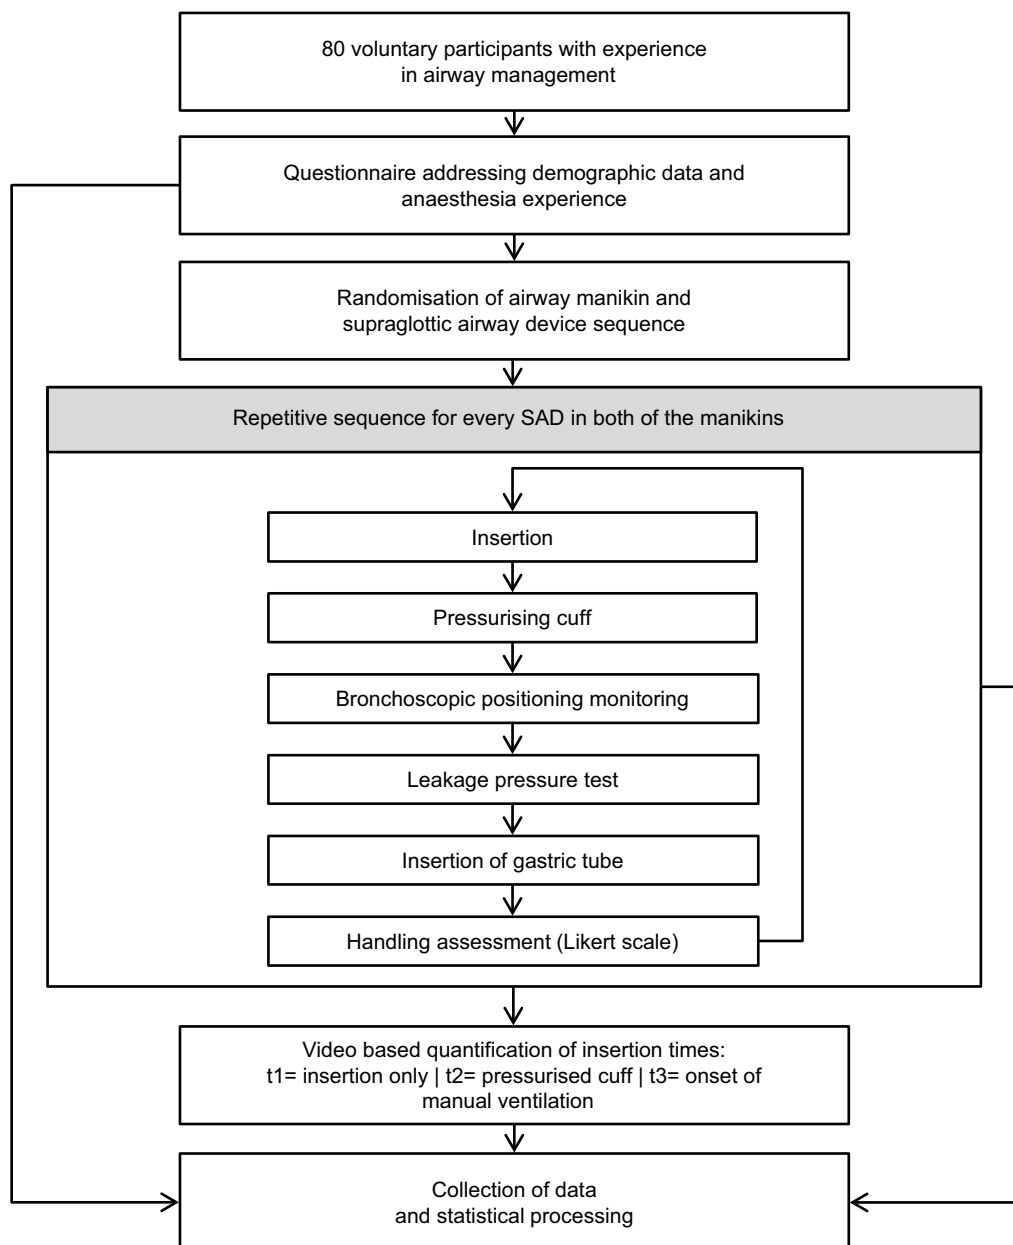 80 voluntary participants with experience
in airway management
Questionnaire addressing demographic data and
anaesthesia experience
Randomisation of airway manikin and
supraglottic airway device sequence
Repetitive sequence for every SAD in both of the manikins
Insertion
Pressurising cuff
Bronchoscopic positioning monitoring
Leakage pressure test
Insertion of gastric tube
Handling assessment (Likert scale)
Video based quantification of insertion times:
t1= insertion only | t2= pressurised cuff | t3= onset of
manual ventilation
Collection of data
and statistical processing